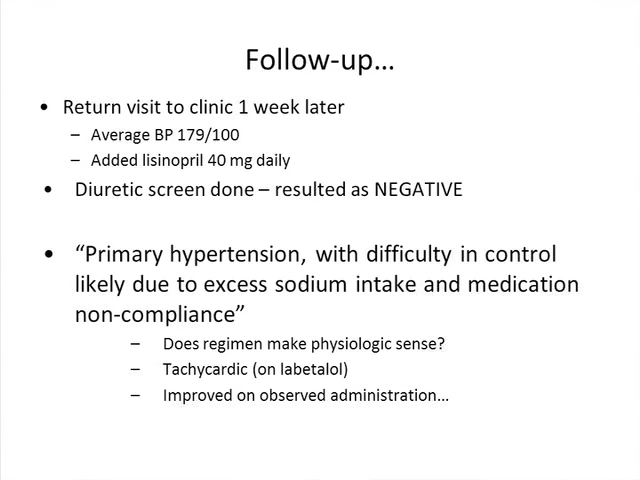 Follow-up…
• Return visit to clinic 1 week later
– Average BP 179/100
– Added lisinopril 40 mg daily
• Diuretic screen done – resulted as NEGATIVE
• “Primary hypertension, with difficulty in control
likely due to excess sodium intake and medication
non-compliance”
– Does regimen make physiologic sense?
– Tachycardic (on labetalol)
– Improved on observed administration…